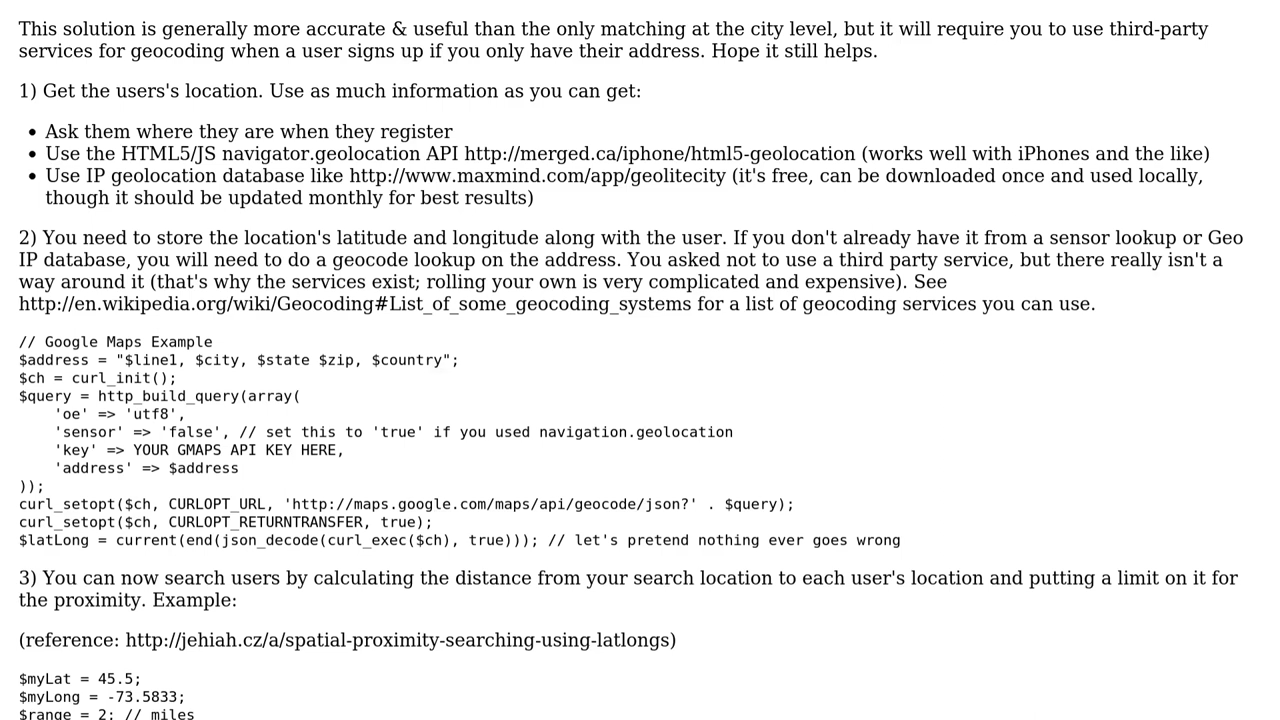 This solution is generally more accurate & useful than the only matching at the city level, but it will require you to use third-party
services for geocoding when a user signs up if you only have their address. Hope it still helps.
1) Get the users's location. Use as much information as you can get:
• Ask them where they are when they register
• Use the HTML5/JS navigator.geolocation API http://merged.ca/iphone/html5-geolocation (works well with iPhones and the like)
• Use IP geolocation database like http://www.maxmind.com/app/geolitecity (it's free, can be downloaded once and used locally,
though it should be updated monthly for best results)
2) You need to store the location's latitude and longitude along with the user. If you don't already have it from a sensor lookup or Geo
IP database, you will need to do a geocode lookup on the address. You asked not to use a third party service, but there really isn't a
way around it (that's why the services exist; rolling your own is very complicated and expensive). See
http://en.wikipedia.org/wiki/Geocoding#List_of_some_geocoding_systems for a list of geocoding services you can use.
// Google Maps Example
$address = "$line1, $city, $state $zip, $country";
$ch = curl_init();
$query = http_build_query(array(
    'oe' => 'utf8',
    'sensor' => 'false', // set this to 'true' if you used navigation.geolocation
    'key' => YOUR GMAPS API KEY HERE,
    'address' => $address
));
curl_setopt($ch, CURLOPT_URL, 'http://maps.google.com/maps/api/geocode/json?' . $query);
curl_setopt($ch, CURLOPT_RETURNTRANSFER, true);
$latLong = current(end(json_decode(curl_exec($ch), true))); // let's pretend nothing ever goes wrong
3) You can now search users by calculating the distance from your search location to each user's location and putting a limit on it for
the proximity. Example:
(reference: http://jehiah.cz/a/spatial-proximity-searching-using-latlongs)
$myLat = 45.5;
$myLong = -73.5833;
$range = 2; // miles